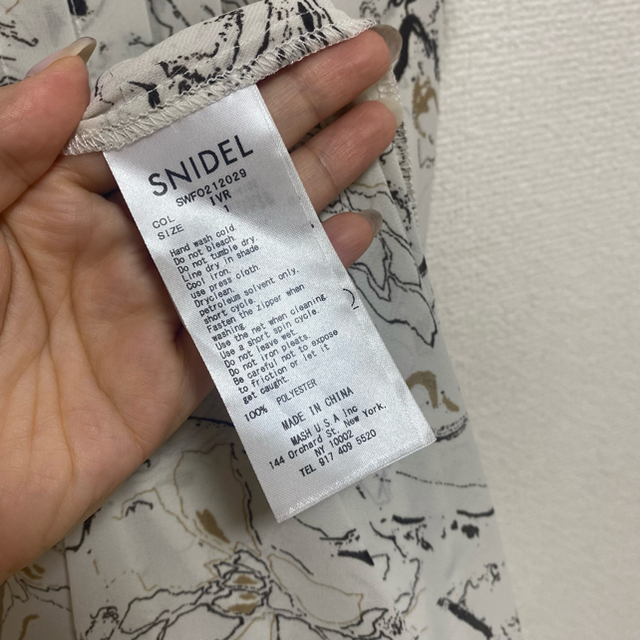 SNIDEL
SWFO212029
COL IVR
SIZE 1
Hand wash cold.
Do not bleach.
Do not tumble dry.
Line dry in shade
Cool iron.
use press cloth
Dryclean.
petroleum solvent only.
short cycle.
Fasten the zipper when
washing.
Use the net when cleaning.
Use a short spin cycle.
Do not leave wet.
Do not iron pleats.
Be careful not to expose
to friction or let it
get caught.
100% POLYESTER
MADE IN CHINA
MASH U.S.A Inc
144 Orchard St. New York.
NY 10002
TEL 917 409 5520